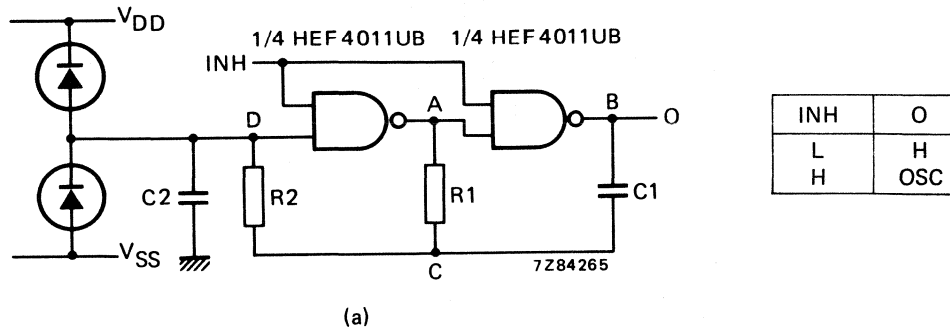 VDD
1/4 HEF4011UB 1/4 HEF4011UB
INH
A
B
O
D
INH O
L H
H OSC
C2
R2
R1
C1
VSS
C
7Z84265
(a)